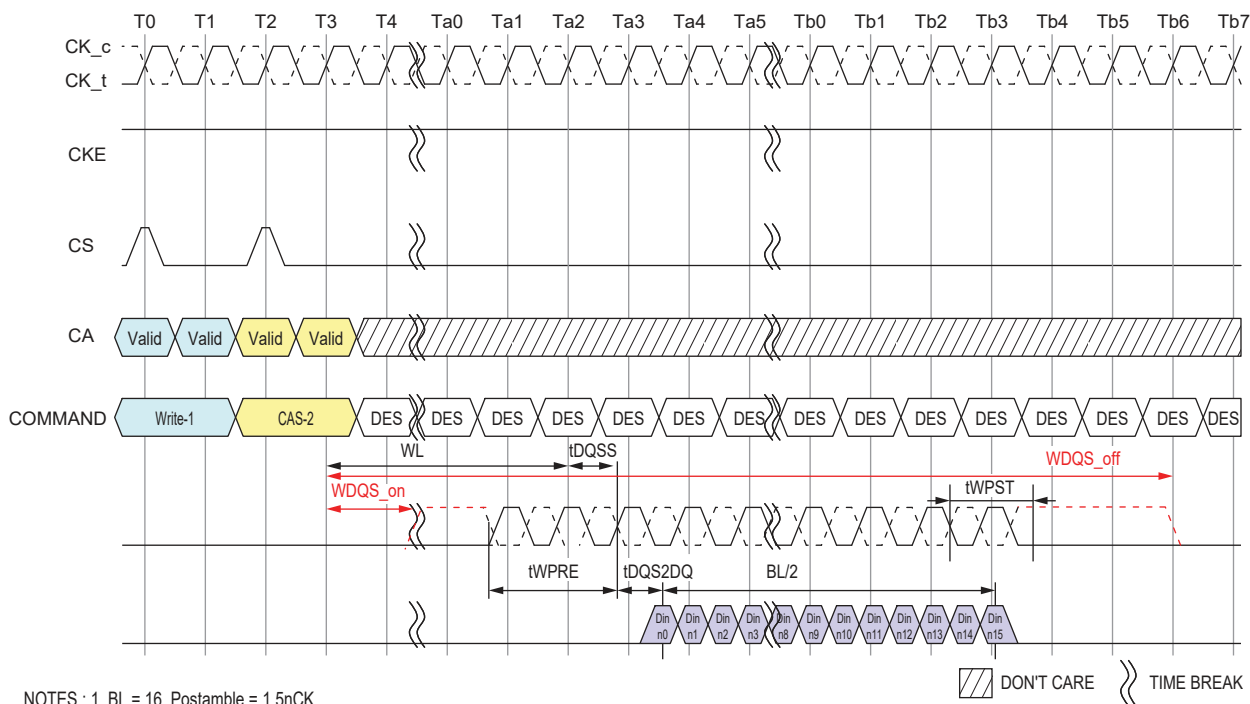 T0 T1 T2 T3 T4 Ta0 Ta1 Ta2 Ta3 Ta4 Ta5 Tb0 Tb1 Tb2 Tb3 Tb4 Tb5 Tb6 Tb7
CK_c
CK_t
CKE
CS
CA Valid Valid Valid Valid
COMMAND Write-1 CAS-2 DES DES DES DES DES DES DES DES DES DES DES DES DES DES DES
WL tDQSS WDQS_off
WDQS_on tWPST
tWPRE tDQS2DQ BL/2
Din Din Din Din Din Din Din Din Din Din Din Din
n0 n1 n2 n3 n8 n9 n10 n11 n12 n13 n14 n15
DON'T CARE TIME BREAK
NOTES : 1. BL = 16, Postamble = 1.5nCK